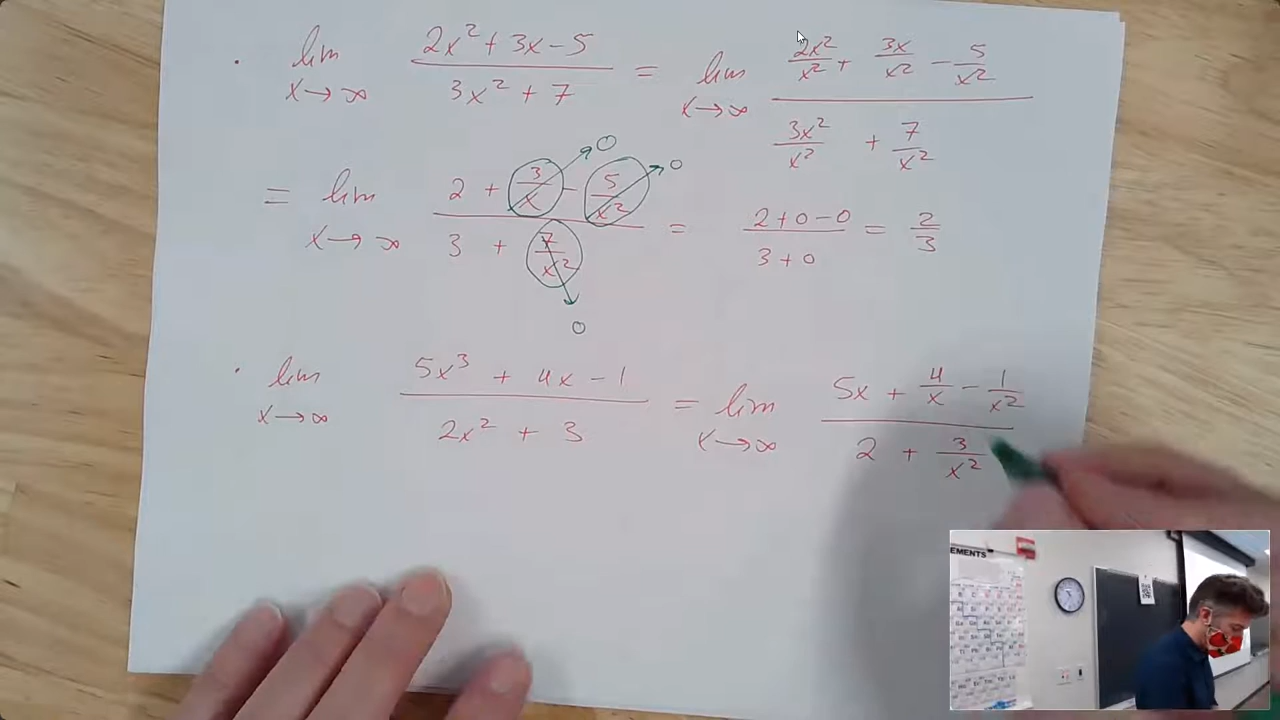 · lim x→∞ (2x² + 3x − 5)/(3x² + 7) = lim x→∞ (2x²/x² + 3x/x² − 5/x²)/(3x²/x² + 7/x²)
= lim x→∞ (2 + 3/x − 5/x²)/(3 + 7/x²) = (2 + 0 − 0)/(3 + 0) = 2/3
0
0
0
· lim x→∞ (5x³ + 4x − 1)/(2x² + 3) = lim x→∞ (5x + 4/x − 1/x²)/(2 + 3/x²)
EMENTS